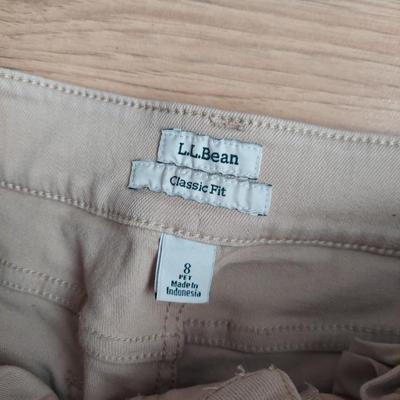 L.L.Bean
Classic Fit
8
PET
Made in
Indonesia